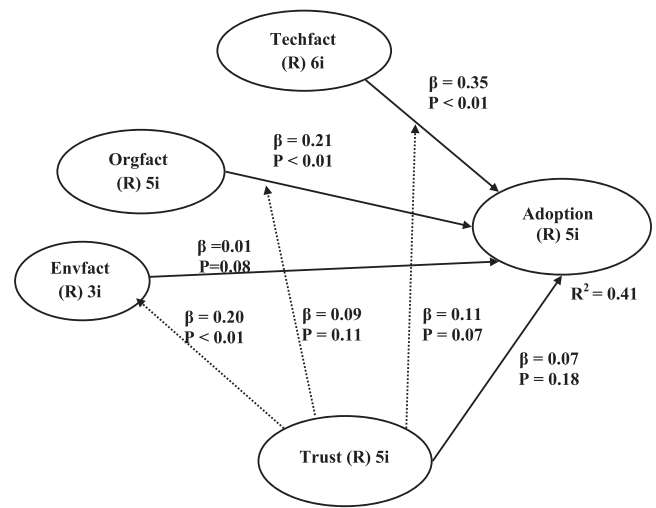 Techfact
(R) 6i
β = 0.35
P < 0.01
Orgfact
(R) 5i
β = 0.21
P < 0.01
Adoption
(R) 5i
R² = 0.41
Envfact
(R) 3i
β =0.01
P=0.08
β = 0.20
P < 0.01
β = 0.09
P = 0.11
β = 0.11
P = 0.07
β = 0.07
P = 0.18
Trust (R) 5i